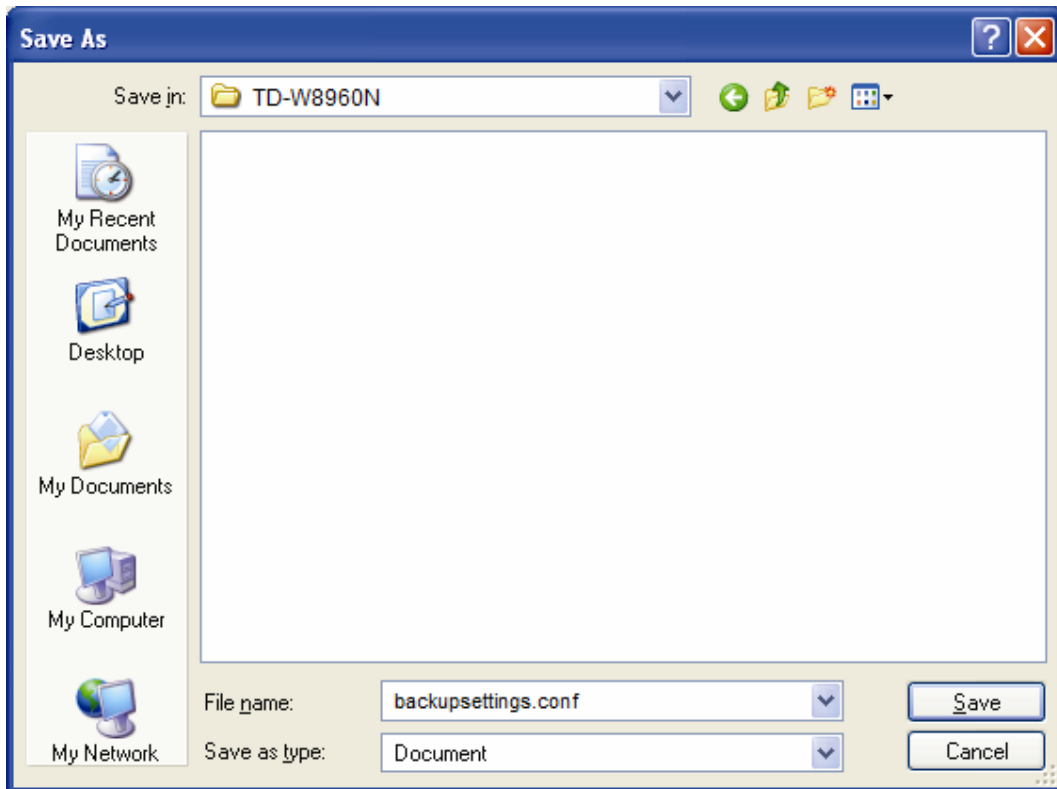 Save As
Save in:
TD-W8960N
My Recent
Documents
Desktop
My Documents
My Computer
My Network
File name:
backupsettings.conf
Save
Save as type:
Document
Cancel